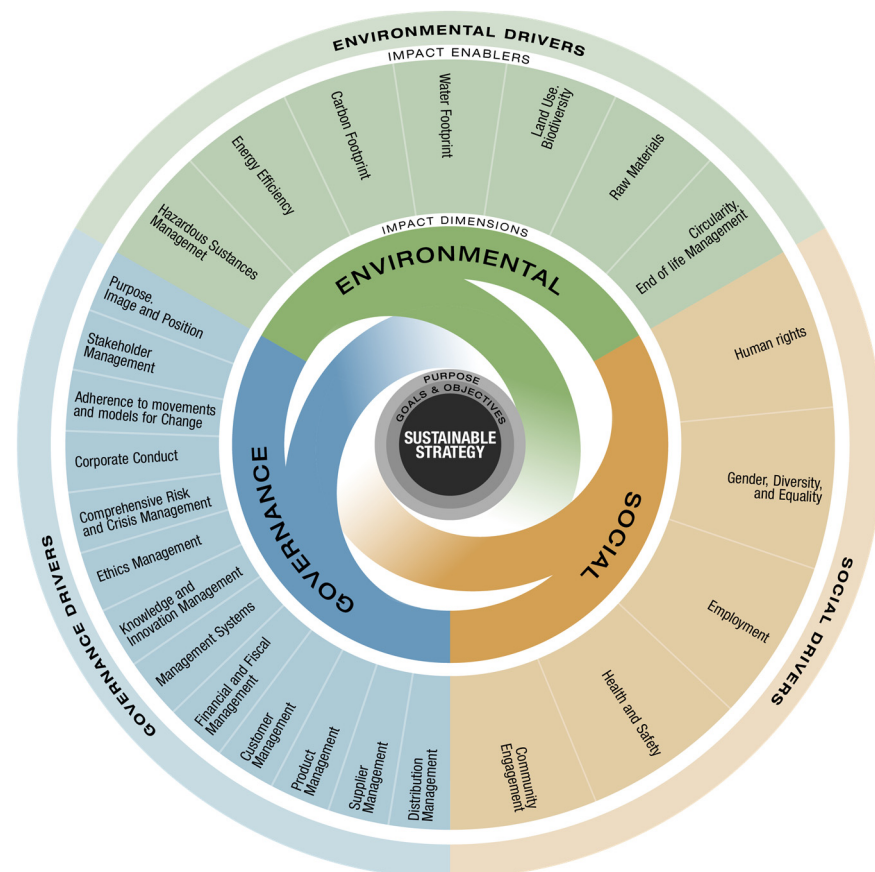 ENVIRONMENTAL DRIVERS
IMPACT ENABLERS
Hazardous Sustances
Managemet
Energy Efficiency
Carbon Footprint
Water Footprint
Land Use.
Biodiversity
Raw Materials
Circularity.
End of life Management
IMPACT DIMENSIONS
ENVIRONMENTAL
Human rights
Gender, Diversity,
and Equality
Employment
Health and Safety
Community
Engagement
SOCIAL
SOCIAL DRIVERS
Purpose.
Image and Position
Stakeholder
Management
Adherence to movements
and models for Change
Corporate Conduct
Comprehensive Risk
and Crisis Management
Ethics Management
Knowledge and
Innovation Management
Management Systems
Financial and Fiscal
Management
Customer
Management
Product
Management
Supplier
Management
Distribution
Management
GOVERNANCE
GOVERNANCE DRIVERS
PURPOSE
GOALS & OBJECTIVES
SUSTAINABLE
STRATEGY